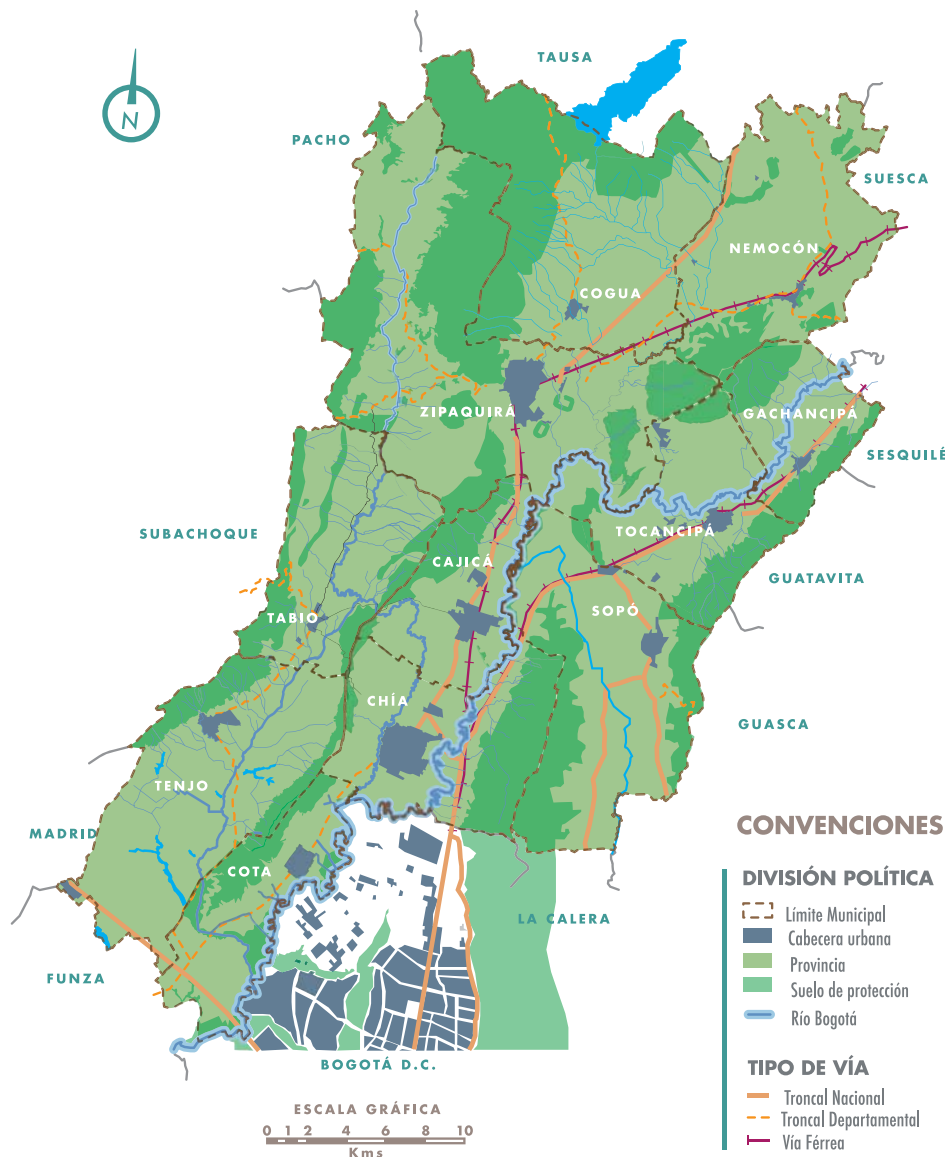 TAUSA
N
PACHO
SUESCA
NEMOCÓN
COGUA
ZIPAQUIRÁ
GACHANCIPÁ
SESQUILÉ
SUBACHOQUE
TOCANCIPÁ
CAJICÁ
GUATAVITA
SOPÓ
TABIO
CHÍA
GUASCA
TENJO
MADRID
COTA
LA CALERA
FUNZA
BOGOTÁ D.C.
CONVENCIONES
DIVISIÓN POLÍTICA
Límite Municipal
Cabecera urbana
Provincia
Suelo de protección
Río Bogotá
TIPO DE VÍA
Troncal Nacional
Troncal Departamental
Vía Férrea
ESCALA GRÁFICA
0 1 2 4 6 8 10
Kms